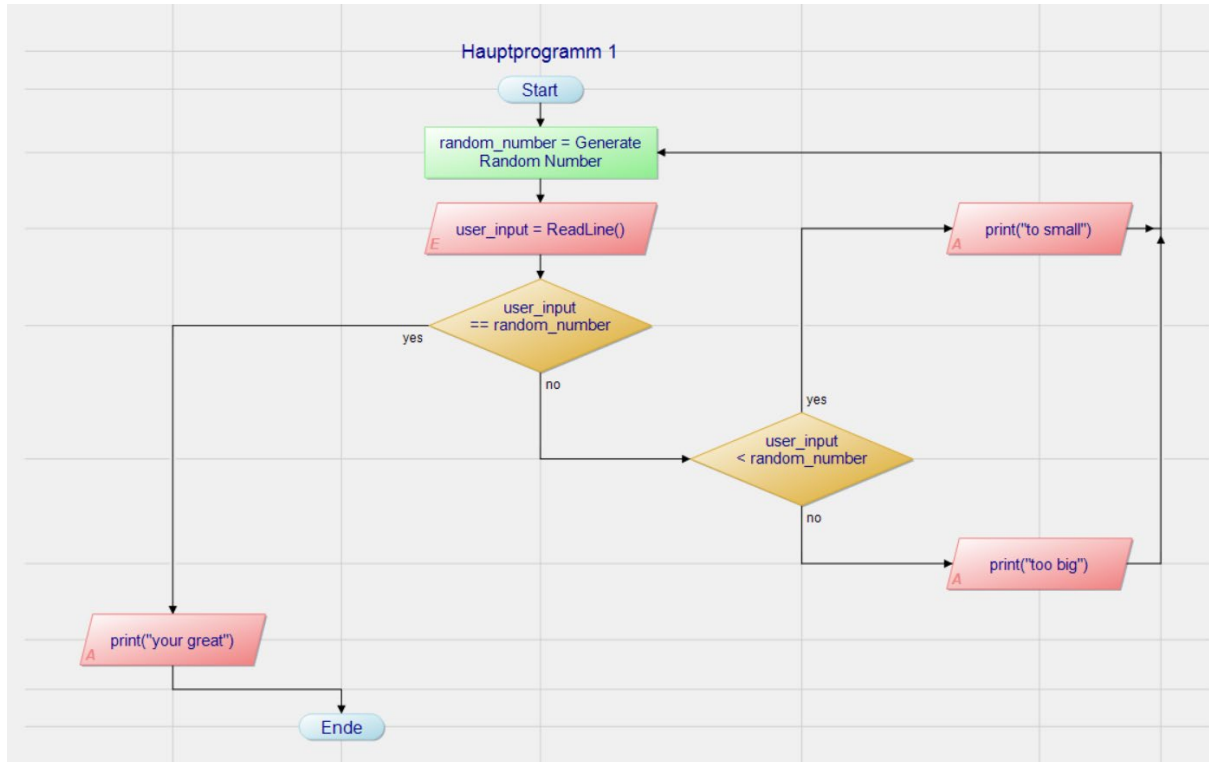 Hauptprogramm 1
Start
random_number = Generate
Random Number
user_input = ReadLine()
E
print("to small")
A
user_input
== random_number
yes
no
yes
user_input
< random_number
no
print("too big")
A
print("your great")
A
Ende